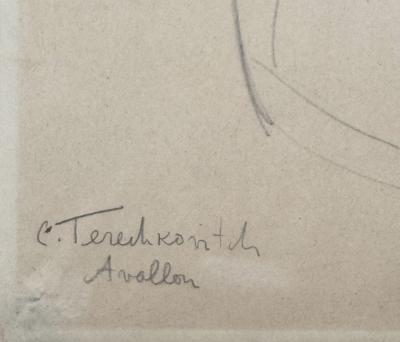 C. Terechkovitch
Avallon